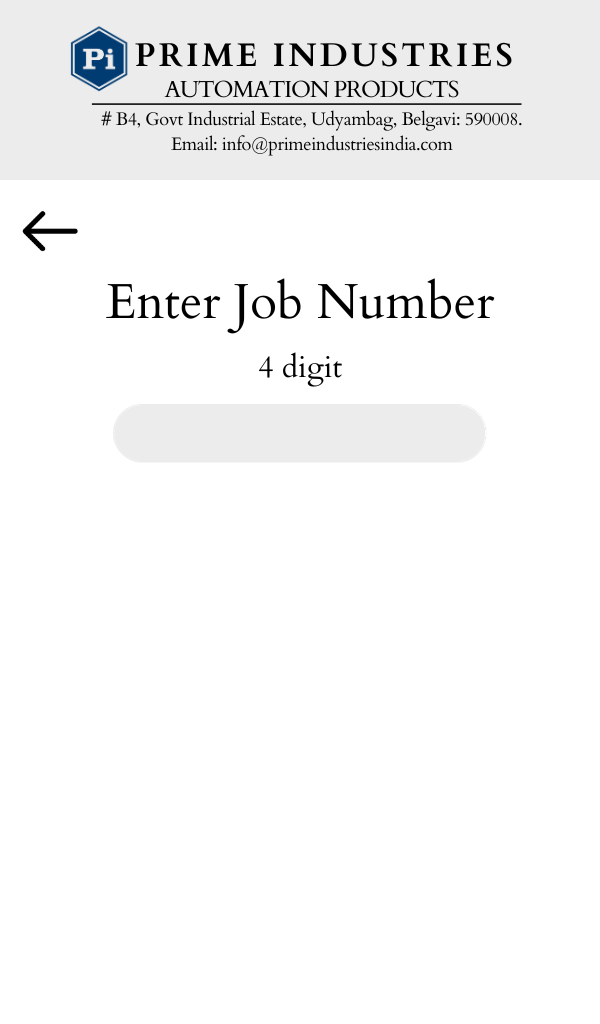 Pi PRIME INDUSTRIES
AUTOMATION PRODUCTS
# B4, Govt Industrial Estate, Udyambag, Belgavi: 590008.
Email: info@primeindustriesindia.com
Enter Job Number
4 digit